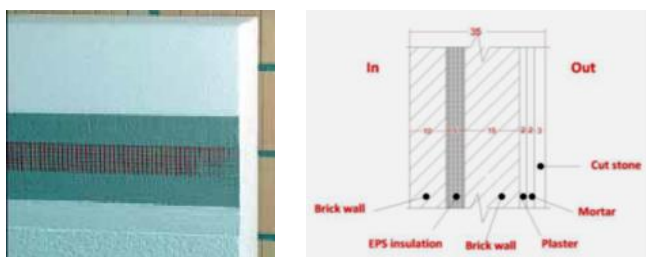 35
In
Out
10
15
2
2
3
Cut stone
Brick wall
Mortar
EPS insulation
Brick wall
Plaster